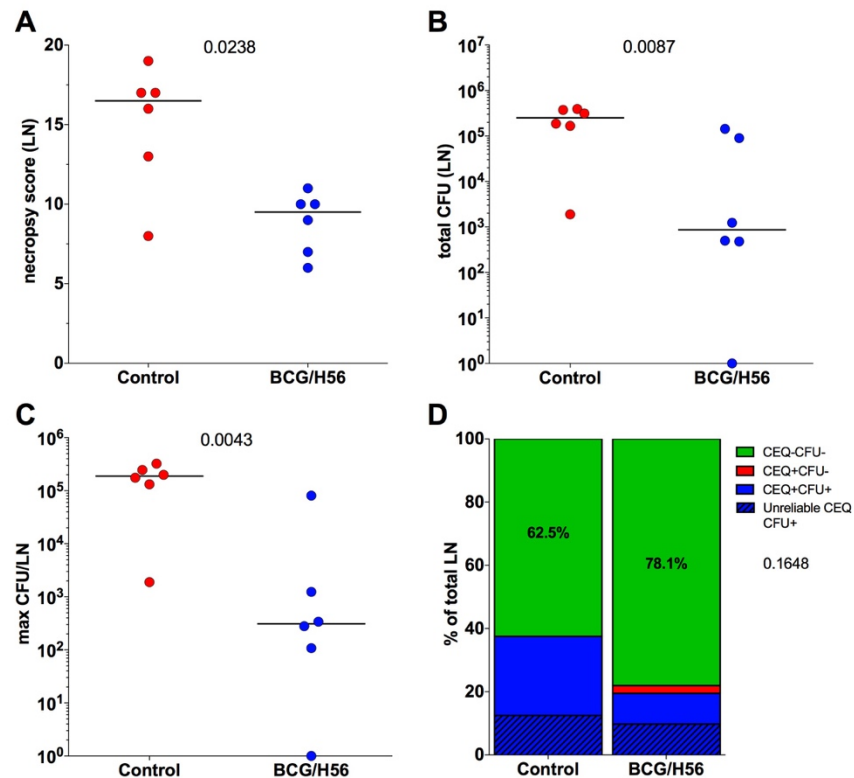 A
0.0238
necropsy score (LN)
20
15
10
5
0
Control
BCG/H56
B
0.0087
total CFU (LN)
10^7
10^6
10^5
10^4
10^3
10^2
10^1
10^0
Control
BCG/H56
C
0.0043
max CFU/LN
10^6
10^5
10^4
10^3
10^2
10^1
10^0
Control
BCG/H56
D
% of total LN
100
80
60
40
20
0
62.5%
78.1%
Control
BCG/H56
CEQ-CFU-
CEQ+CFU-
CEQ+CFU+
Unreliable CEQ
CFU+
0.1648